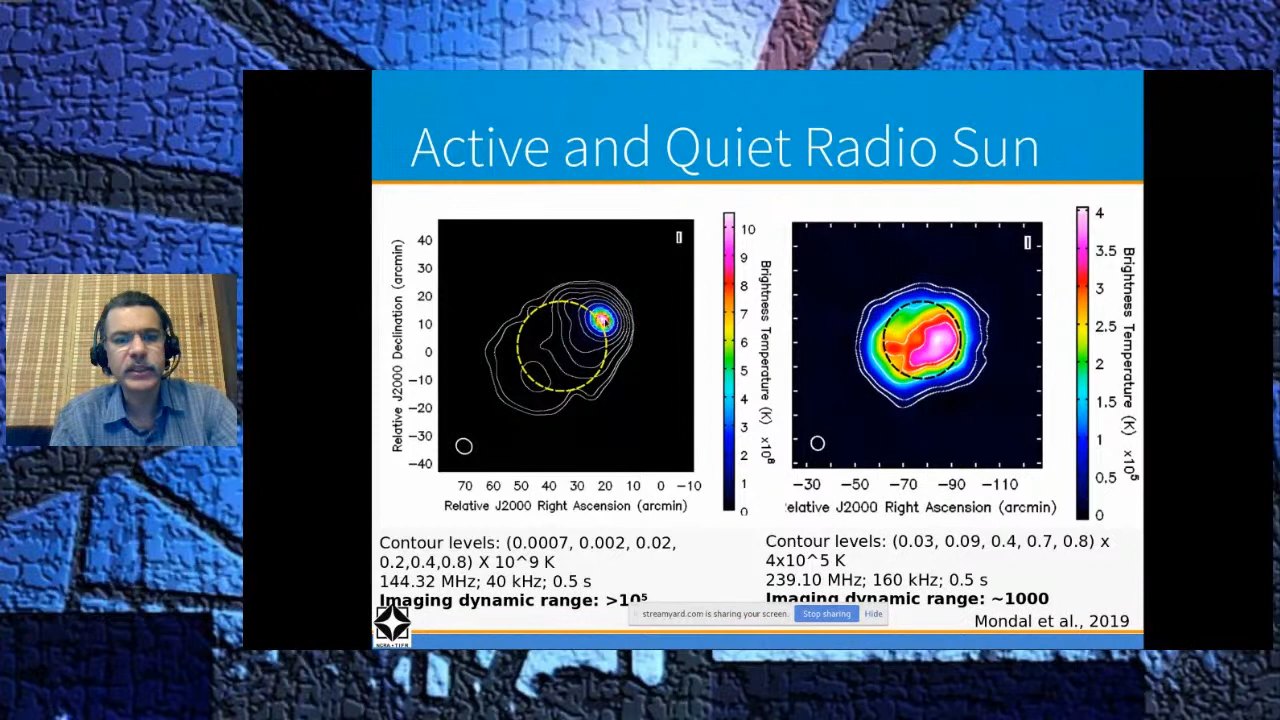 Active and Quiet Radio Sun
Relative J2000 Declination (arcmin)
40
30
20
10
0
−10
−20
−30
−40
70 60 50 40 30 20 10 0 −10
Relative J2000 Right Ascension (arcmin)
10
9
8
7
6
5
4
3
2
1
0
Brightness Temperature (K) x10⁸
−30 −50 −70 −90 −110
elative J2000 Right Ascension (arcmin)
4
3.5
3
2.5
2
1.5
1
0.5
0
Brightness Temperature (K) x10⁵
Contour levels: (0.0007, 0.002, 0.02,
0.2,0.4,0.8) X 10^9 K
144.32 MHz; 40 kHz; 0.5 s
Imaging dynamic range: >10⁵
Contour levels: (0.03, 0.09, 0.4, 0.7, 0.8) x
4x10^5 K
239.10 MHz; 160 kHz; 0.5 s
Imaging dynamic range: ~1000
streamyard.com is sharing your screen. Stop sharing Hide
Mondal et al., 2019
NCRA • TIFR